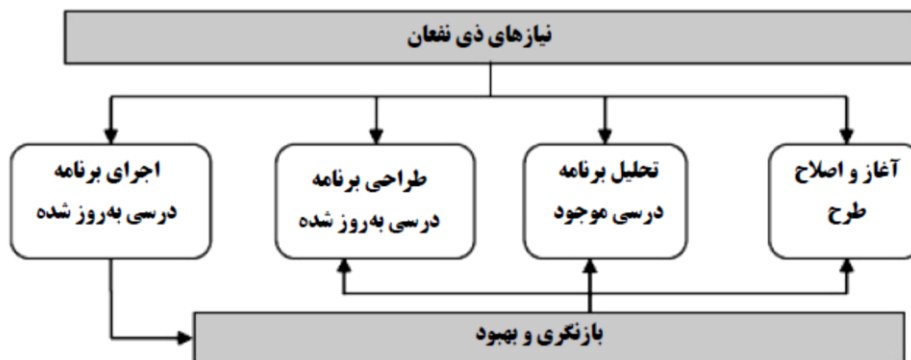 نیازهای ذی نفعان
آغاز و اصلاح
طرح
تحلیل برنامه
درسی موجود
طراحی برنامه
درسی به‌روز شده
اجرای برنامه
درسی به‌روز شده
بازنگری و بهبود